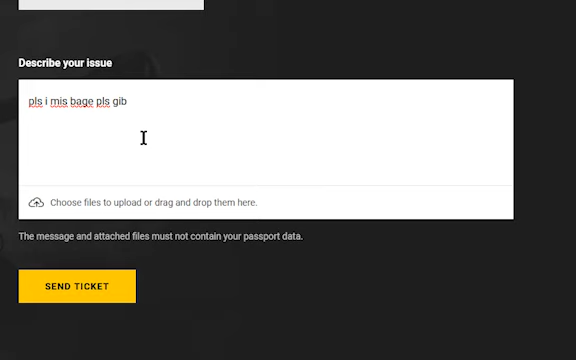 Describe your issue
pls i mis bage pls gib
Choose files to upload or drag and drop them here.
The message and attached files must not contain your passport data.
SEND TICKET